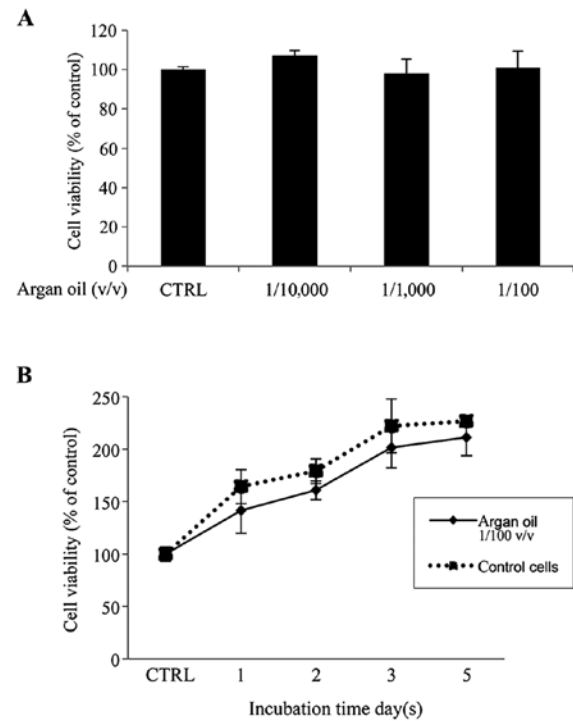 A
Cell viability (% of control)
120
100
80
60
40
20
0
Argan oil (v/v) CTRL 1/10,000 1/1,000 1/100
B
Cell viability (% of control)
250
200
150
100
50
0
Argan oil
1/100 v/v
Control cells
CTRL 1 2 3 5
Incubation time day(s)